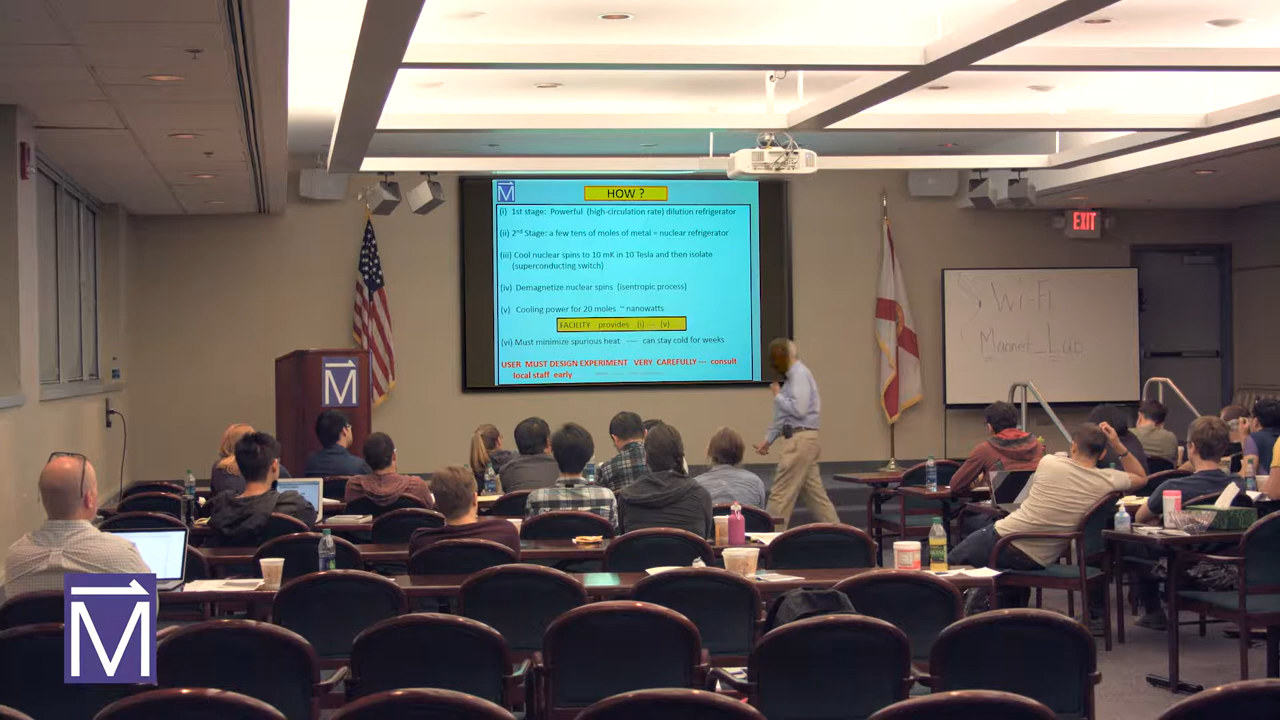 M
HOW ?
(i) 1st stage: Powerful (high-circulation rate) dilution refrigerator
(ii) 2nd Stage: a few tens of moles of metal = nuclear refrigerator
(iii) Cool nuclear spins to 10 mK in 10 Tesla and then isolate
(superconducting switch)
(iv) Demagnetize nuclear spins (isentropic process)
(v) Cooling power for 20 moles ~ nanowatts
FACILITY provides (i) --- (v)
(vi) Must minimize spurious heat ---- can stay cold for weeks
USER MUST DESIGN EXPERIMENT VERY CAREFULLY --- consult
local staff early
EXIT
Wi-Fi
Magnet_Lab
M
M